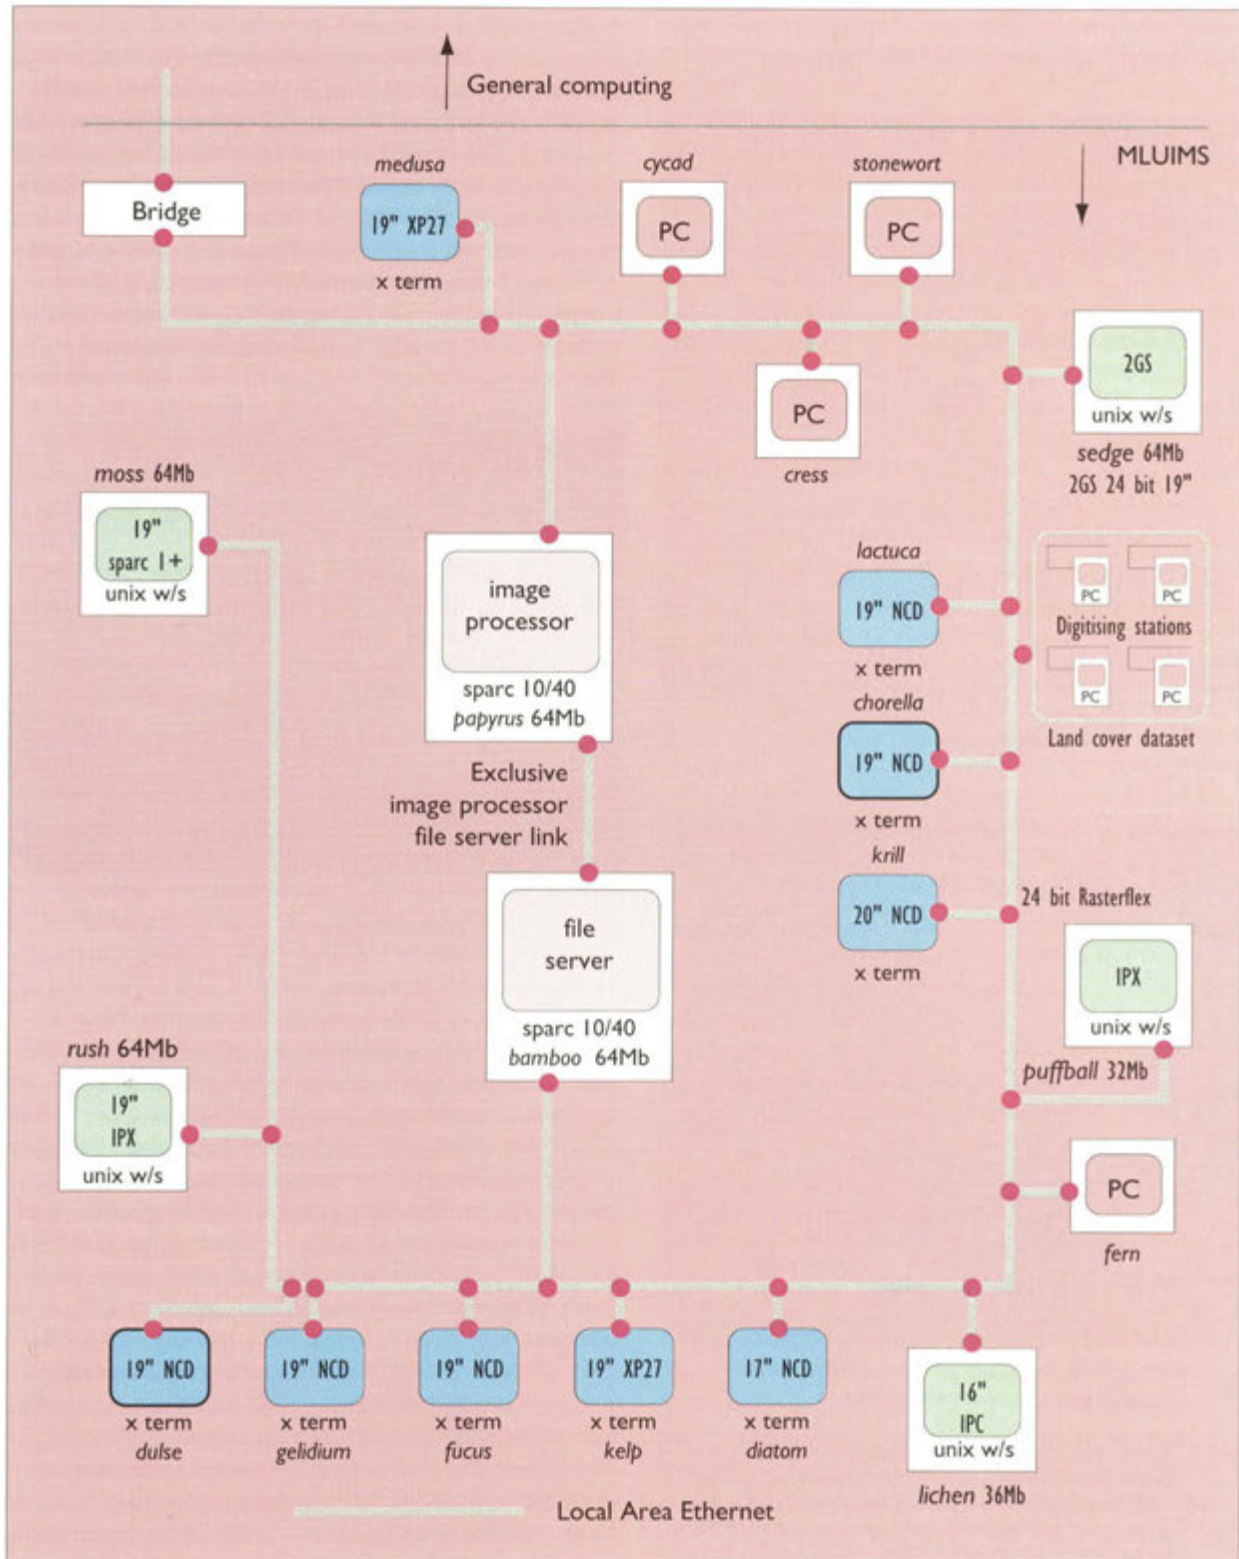 General computing
MLUIMS
Bridge
medusa
19" XP27
x term
cycad
PC
stonewort
PC
PC
cress
2GS
unix w/s
sedge 64Mb
2GS 24 bit 19"
moss 64Mb
19"
sparc 1+
unix w/s
image
processor
sparc 10/40
papyrus 64Mb
Exclusive
image processor
file server link
file
server
sparc 10/40
bamboo 64Mb
lactuca
19" NCD
x term
chorella
19" NCD
x term
krill
20" NCD
x term
PC
PC
Digitising stations
PC
PC
Land cover dataset
24 bit Rasterflex
IPX
unix w/s
puffball 32Mb
PC
fern
rush 64Mb
19"
IPX
unix w/s
19" NCD
x term
dulse
19" NCD
x term
gelidium
19" NCD
x term
fucus
19" XP27
x term
kelp
17" NCD
x term
diatom
16"
IPC
unix w/s
lichen 36Mb
Local Area Ethernet